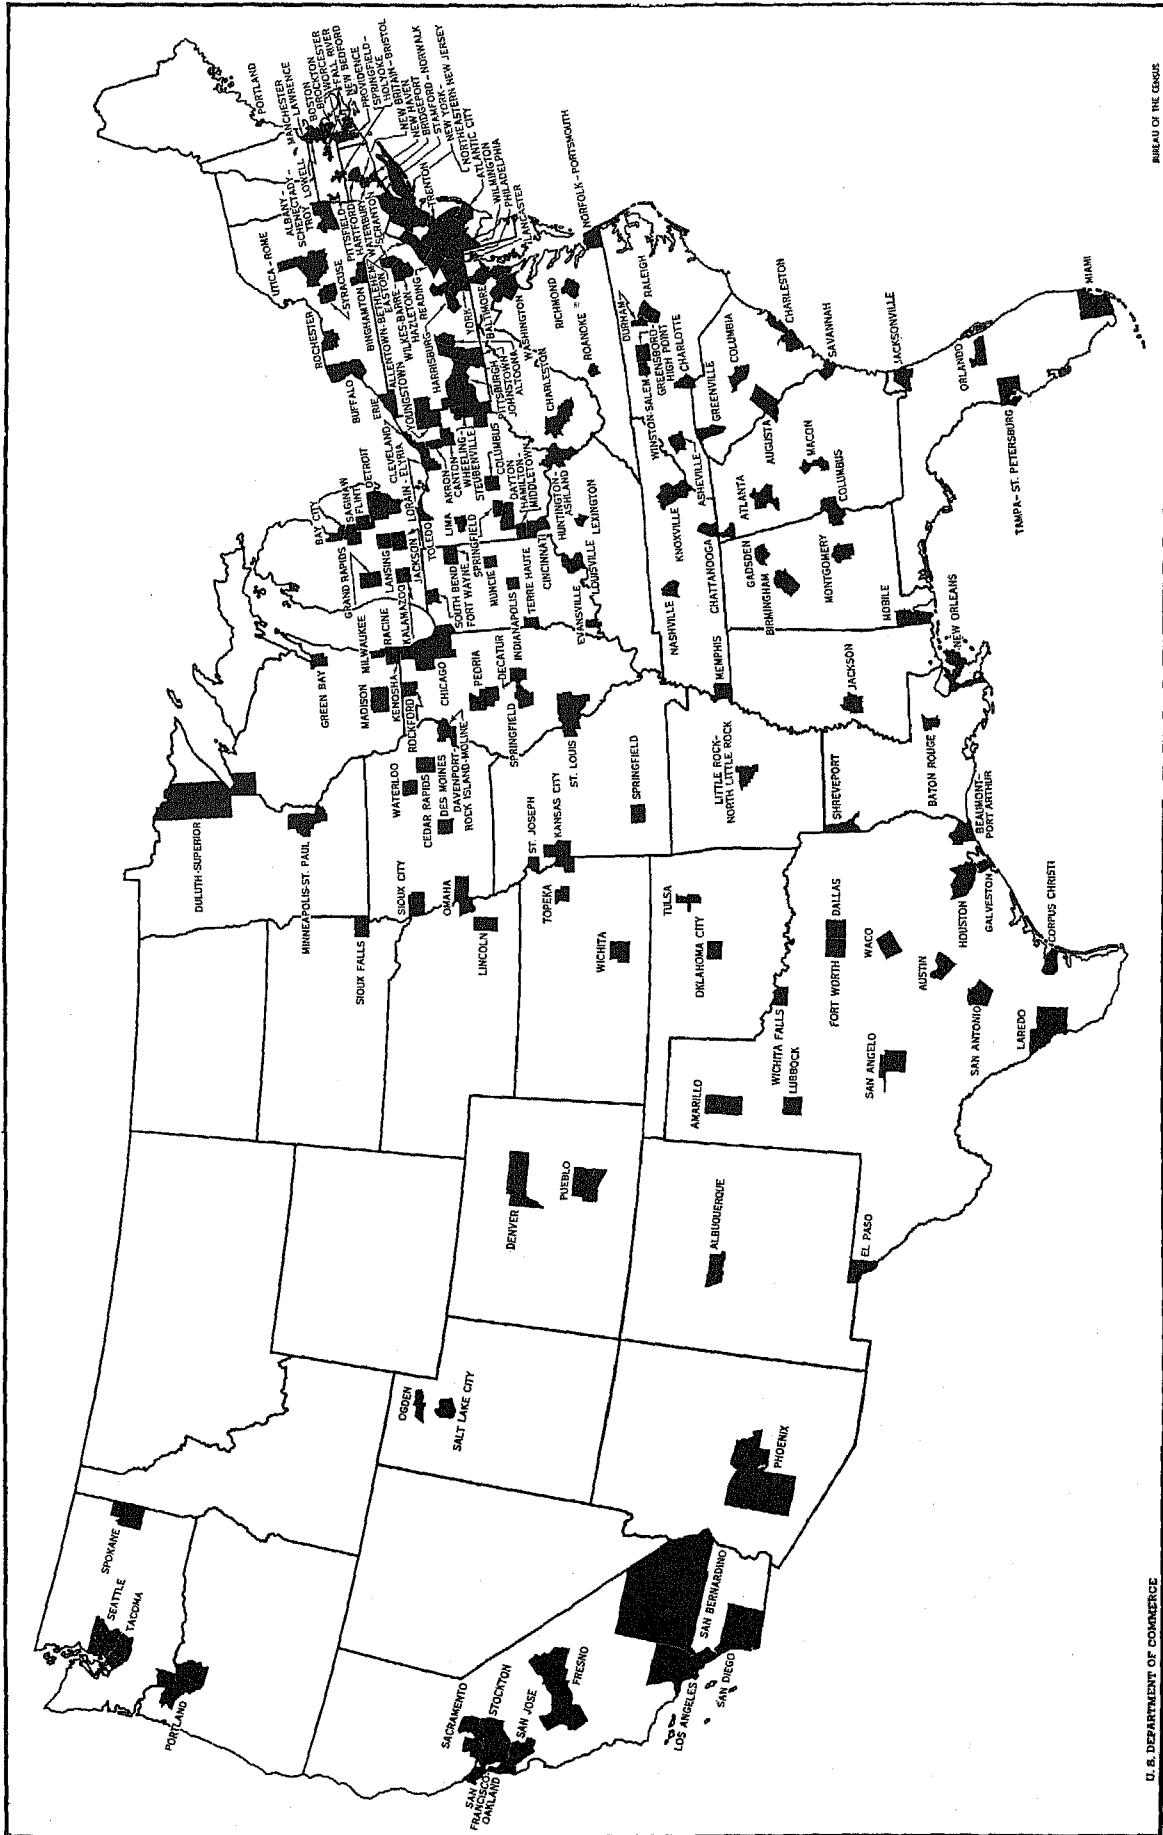 SPOKANE
SEATTLE
TACOMA
PORTLAND
SACRAMENTO
STOCKTON
SAN
FRANCISCO-
OAKLAND
SAN JOSE
FRESNO
LOS ANGELES
SAN BERNARDINO
SAN DIEGO
PHOENIX
OGDEN
SALT LAKE CITY
DENVER
PUEBLO
ALBUQUERQUE
EL PASO
AMARILLO
LUBBOCK
WICHITA FALLS
SAN ANGELO
FORT WORTH
DALLAS
WACO
AUSTIN
SAN ANTONIO
LAREDO
CORPUS CHRISTI
HOUSTON
GALVESTON
BEAUMONT-
PORT ARTHUR
OKLAHOMA CITY
TULSA
WICHITA
TOPEKA
LINCOLN
OMAHA
SIOUX CITY
SIOUX FALLS
MINNEAPOLIS-ST. PAUL
DULUTH-SUPERIOR
WATERLOO
CEDAR RAPIDS
DES MOINES
DAVENPORT-
ROCK ISLAND-MOLINE
ST. JOSEPH
KANSAS CITY
ST. LOUIS
SPRINGFIELD
LITTLE ROCK-
NORTH LITTLE ROCK
SHREVEPORT
BATON ROUGE
NEW ORLEANS
JACKSON
MEMPHIS
GREEN BAY
MADISON
MILWAUKEE
RACINE
KENOSHA
ROCKFORD
CHICAGO
PEORIA
DECATUR
SPRINGFIELD
GRAND RAPIDS
BAY CITY
SAGINAW
FLINT
DETROIT
LANSING
KALAMAZOO
JACKSON
SOUTH BEND
FORT WAYNE
MUNCIE
INDIANAPOLIS
TERRE HAUTE
EVANSVILLE
LOUISVILLE
LEXINGTON
TOLEDO
LORAIN-ELYRIA
CLEVELAND
LIMA
AKRON
CANTON
SPRINGFIELD
WHEELING-
STEUBENVILLE
COLUMBUS
DAYTON
HAMILTON-
MIDDLETOWN
CINCINNATI
HUNTINGTON-
ASHLAND
CHARLESTON
YOUNGSTOWN
ERIE
PITTSBURGH
JOHNSTOWN
ALTOONA
BUFFALO
ROCHESTER
SYRACUSE
UTICA-ROME
BINGHAMTON
ALBANY-
SCHENECTADY-
TROY
ALLENTOWN-BETHLEHEM-
EASTON
WILKES-BARRE-
HAZLETON
READING
HARRISBURG
YORK
BALTIMORE
WASHINGTON
SCRANTON
WATERBURY
HARTFORD
PITTSFIELD
LOWELL
LAWRENCE
MANCHESTER
PORTLAND
BOSTON
BROCKTON
WORCESTER
FALL RIVER
NEW BEDFORD
PROVIDENCE
SPRINGFIELD-
HOLYOKE
NEW BRITAIN-BRISTOL
NEW HAVEN
BRIDGEPORT
STAMFORD-NORWALK
NEW YORK-
NORTHEASTERN NEW JERSEY
TRENTON
ATLANTIC CITY
WILMINGTON
PHILADELPHIA
LANCASTER
NORFOLK-PORTSMOUTH
RICHMOND
ROANOKE
DURHAM
RALEIGH
WINSTON-SALEM
GREENSBORO-
HIGH POINT
CHARLOTTE
ASHEVILLE
GREENVILLE
COLUMBIA
CHARLESTON
SAVANNAH
AUGUSTA
MACON
ATLANTA
COLUMBUS
KNOXVILLE
NASHVILLE
CHATTANOOGA
GADSDEN
BIRMINGHAM
MONTGOMERY
MOBILE
JACKSONVILLE
ORLANDO
TAMPA-ST. PETERSBURG
MIAMI
U. S. DEPARTMENT OF COMMERCE
BUREAU OF THE CENSUS